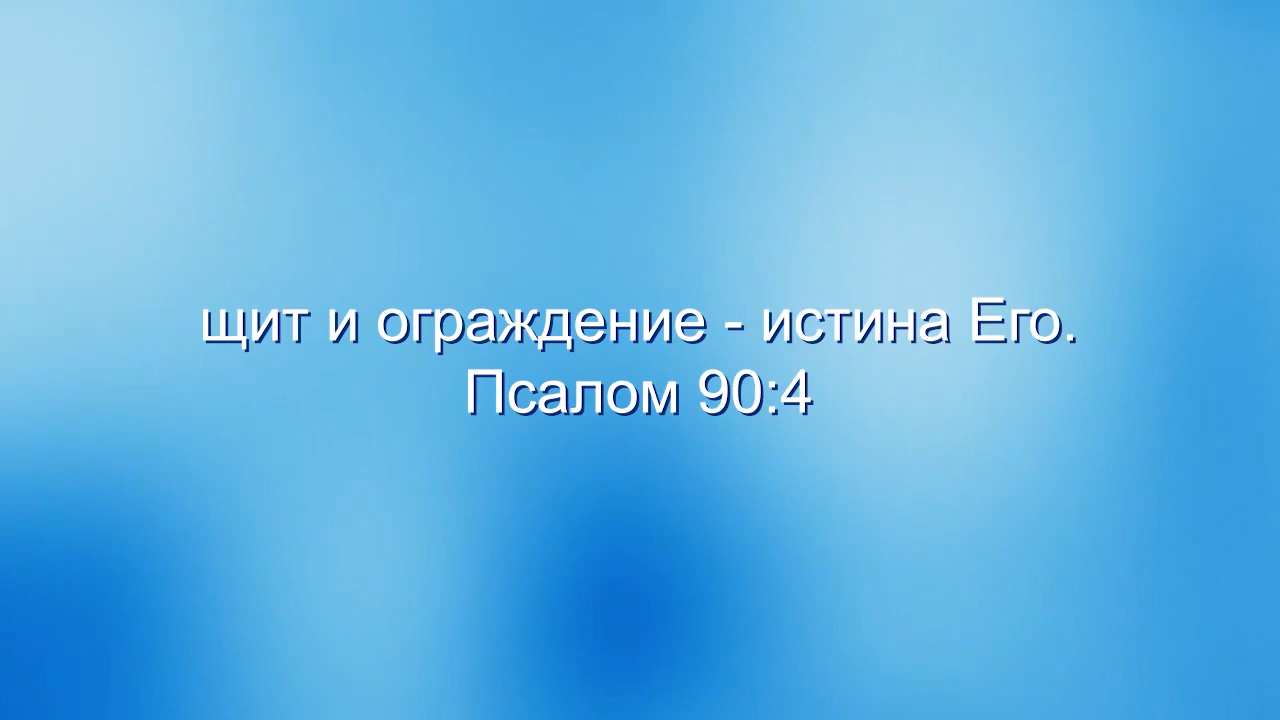 щит и ограждение - истина Его.
Псалом 90:4